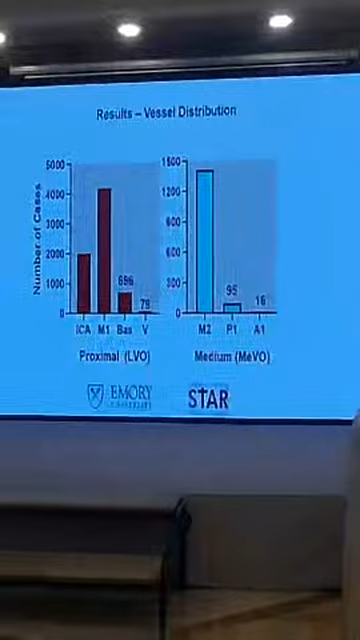 Results – Vessel Distribution
Number of Cases
5000
4000
3000
2000
1000
0
696
79
ICA M1 Bas V
Proximal (LVO)
1500
1200
900
600
300
0
95
16
M2 P1 A1
Medium (MeVO)
EMORY
UNIVERSITY
STAR